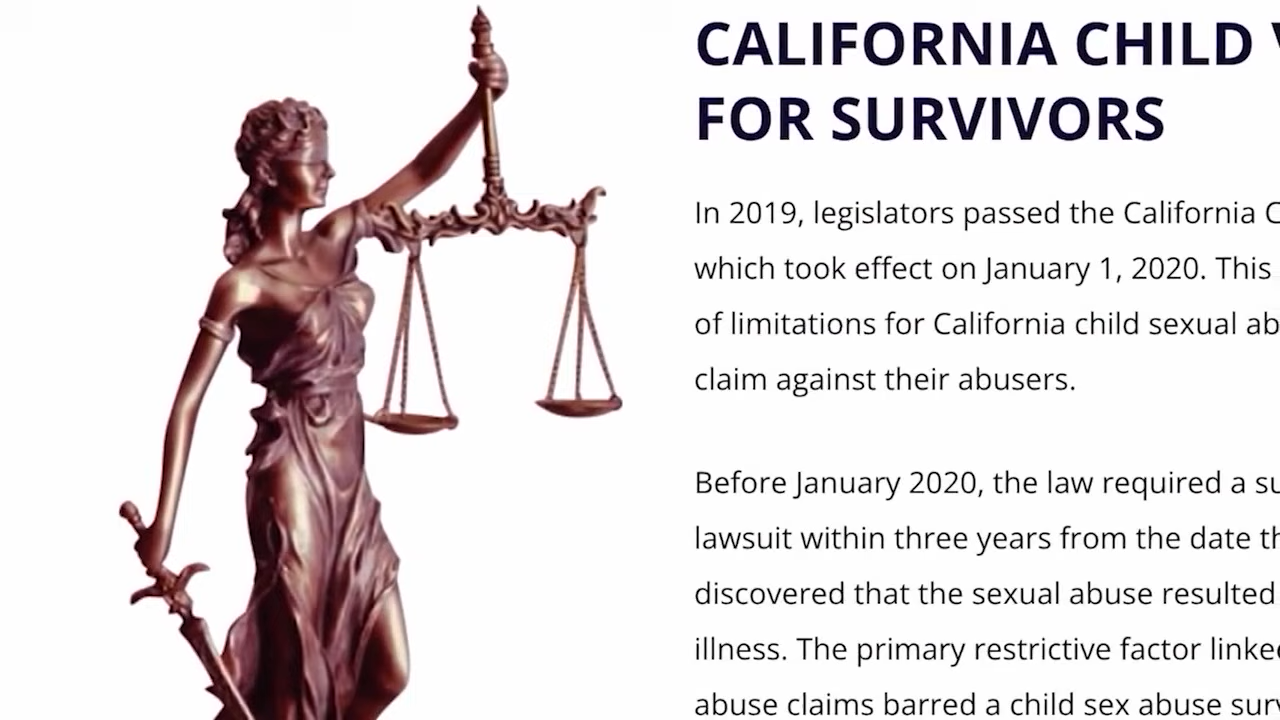 CALIFORNIA CHILD
FOR SURVIVORS
In 2019, legislators passed the California
which took effect on January 1, 2020. This
of limitations for California child sexual
claim against their abusers.
Before January 2020, the law required a
lawsuit within three years from the date
discovered that the sexual abuse resulted
illness. The primary restrictive factor
abuse claims barred a child sex abuse